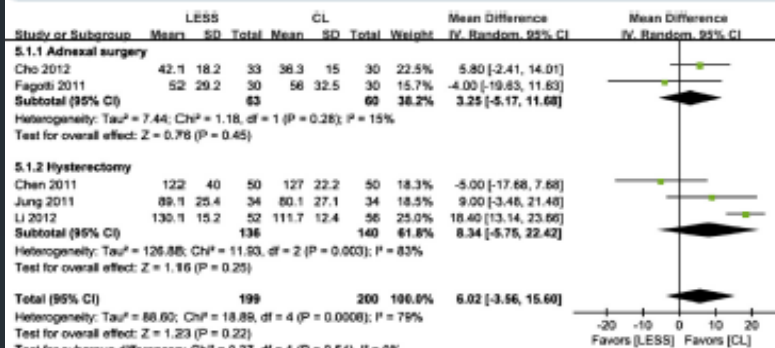 LESS CL Mean Difference Mean Difference
Study or Subgroup Mean SD Total Mean SD Total Weight IV. Random. 95% CI IV. Random. 95% CI
5.1.1 Adnexal surgery
Cho 2012 42.1 18.2 33 36.3 15 30 22.5% 5.80 [-2.41, 14.01]
Fagotti 2011 52 29.2 30 56 32.5 30 15.7% -4.00 [-19.63, 11.63]
Subtotal (95% CI) 63 60 38.2% 3.25 [-5.17, 11.68]
Heterogeneity: Tau² = 7.44; Chi² = 1.18, df = 1 (P = 0.28); I² = 15%
Test for overall effect: Z = 0.76 (P = 0.45)
5.1.2 Hysterectomy
Chen 2011 122 40 50 127 22.2 50 18.3% -5.00 [-17.68, 7.68]
Jung 2011 89.1 25.4 34 80.1 27.1 34 18.5% 9.00 [-3.48, 21.48]
Li 2012 130.1 15.2 52 111.7 12.4 56 25.0% 18.40 [13.14, 23.66]
Subtotal (95% CI) 136 140 61.8% 8.34 [-5.75, 22.42]
Heterogeneity: Tau² = 126.88; Chi² = 11.93, df = 2 (P = 0.003); I² = 83%
Test for overall effect: Z = 1.16 (P = 0.25)
Total (95% CI) 199 200 100.0% 6.02 [-3.56, 15.60]
Heterogeneity: Tau² = 88.60; Chi² = 18.89, df = 4 (P = 0.0008); I² = 79%
Test for overall effect: Z = 1.23 (P = 0.22)
-20 -10 0 10 20
Favors [LESS] Favors [CL]